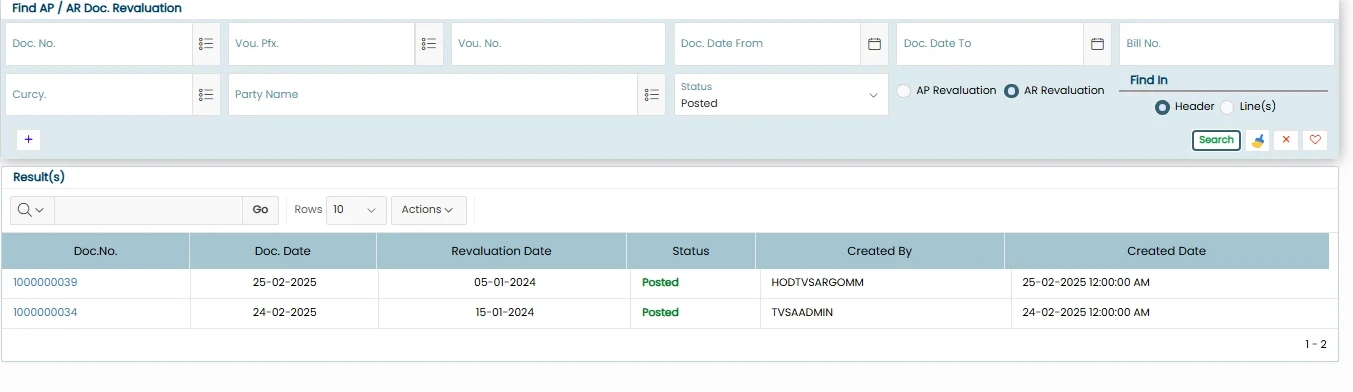 Find AP / AR Doc. Revaluation
Doc. No.
Vou. Pfx.
Vou. No.
Doc. Date From
Doc. Date To
Bill No.
Curcy.
Party Name
Status
Posted
AP Revaluation
AR Revaluation
Find In
Header
Line(s)
+
Search
Result(s)
Go
Rows
10
Actions
Doc.No. Doc. Date Revaluation Date Status Created By Created Date
1000000039 25-02-2025 05-01-2024 Posted HODTVSARGOMM 25-02-2025 12:00:00 AM
1000000034 24-02-2025 15-01-2024 Posted TVSAADMIN 24-02-2025 12:00:00 AM
1 - 2